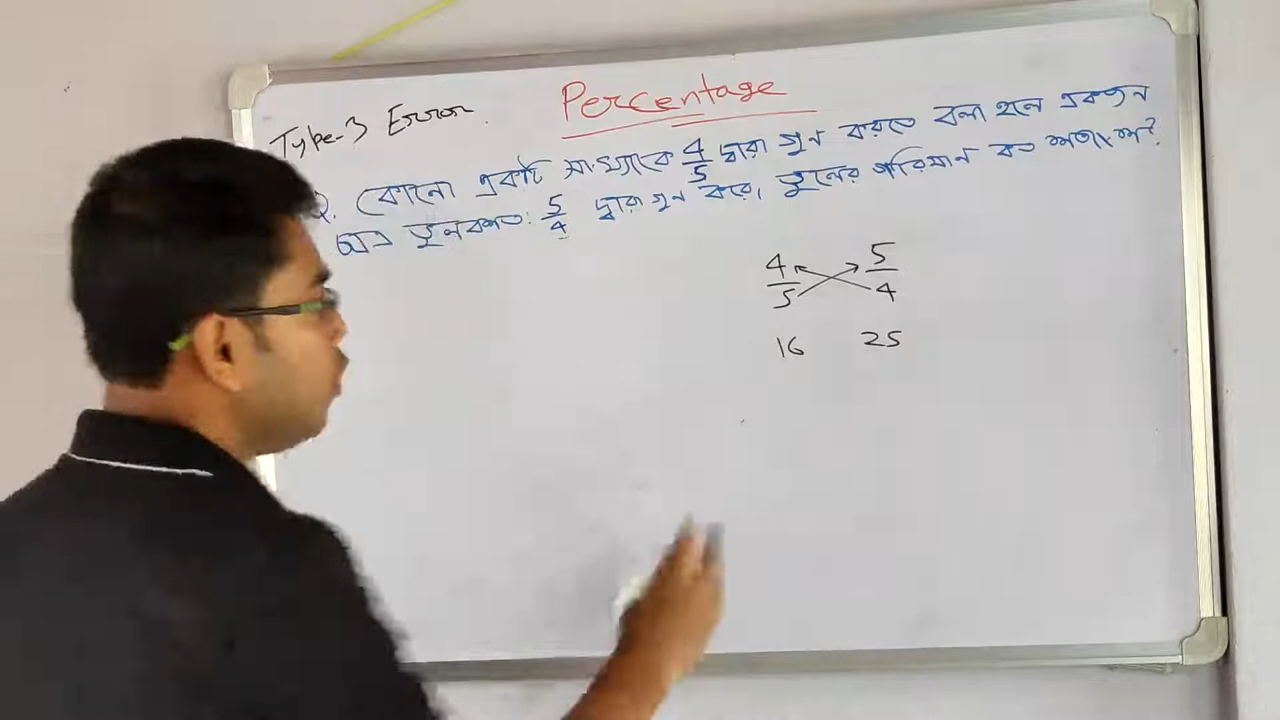 Percentage
Type-3 Error.
Q. কোনো একটি সংখ্যাকে 4/5 দ্বারা গুন করতে বলা হলে একজন
ছাত্র ভুলবশত: 5/4 দ্বারা গুন করে। ভুলের পরিমান কত শতাংশ?
4/5 5/4
16 25